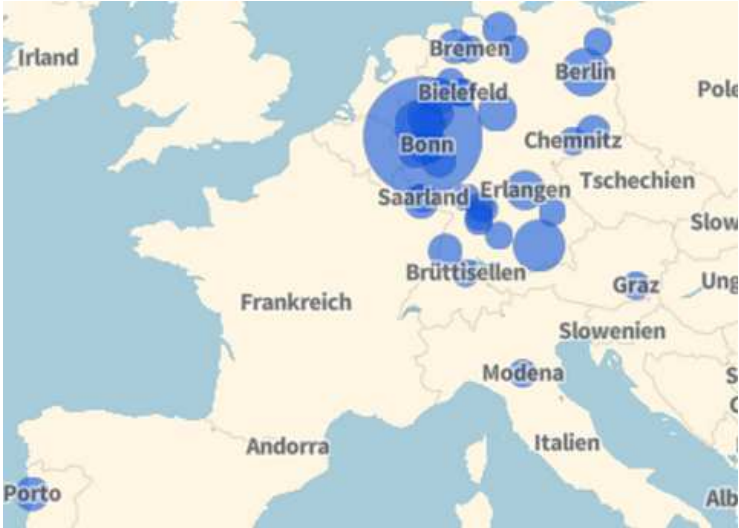 Irland
Bremen
Berlin
Pole
Bielefeld
Bonn
Chemnitz
Tschechien
Saarland
Erlangen
Slow
Brüttisellen
Graz
Ung
Frankreich
Slowenien
Modena
S
Andorra
Italien
Porto
Alb